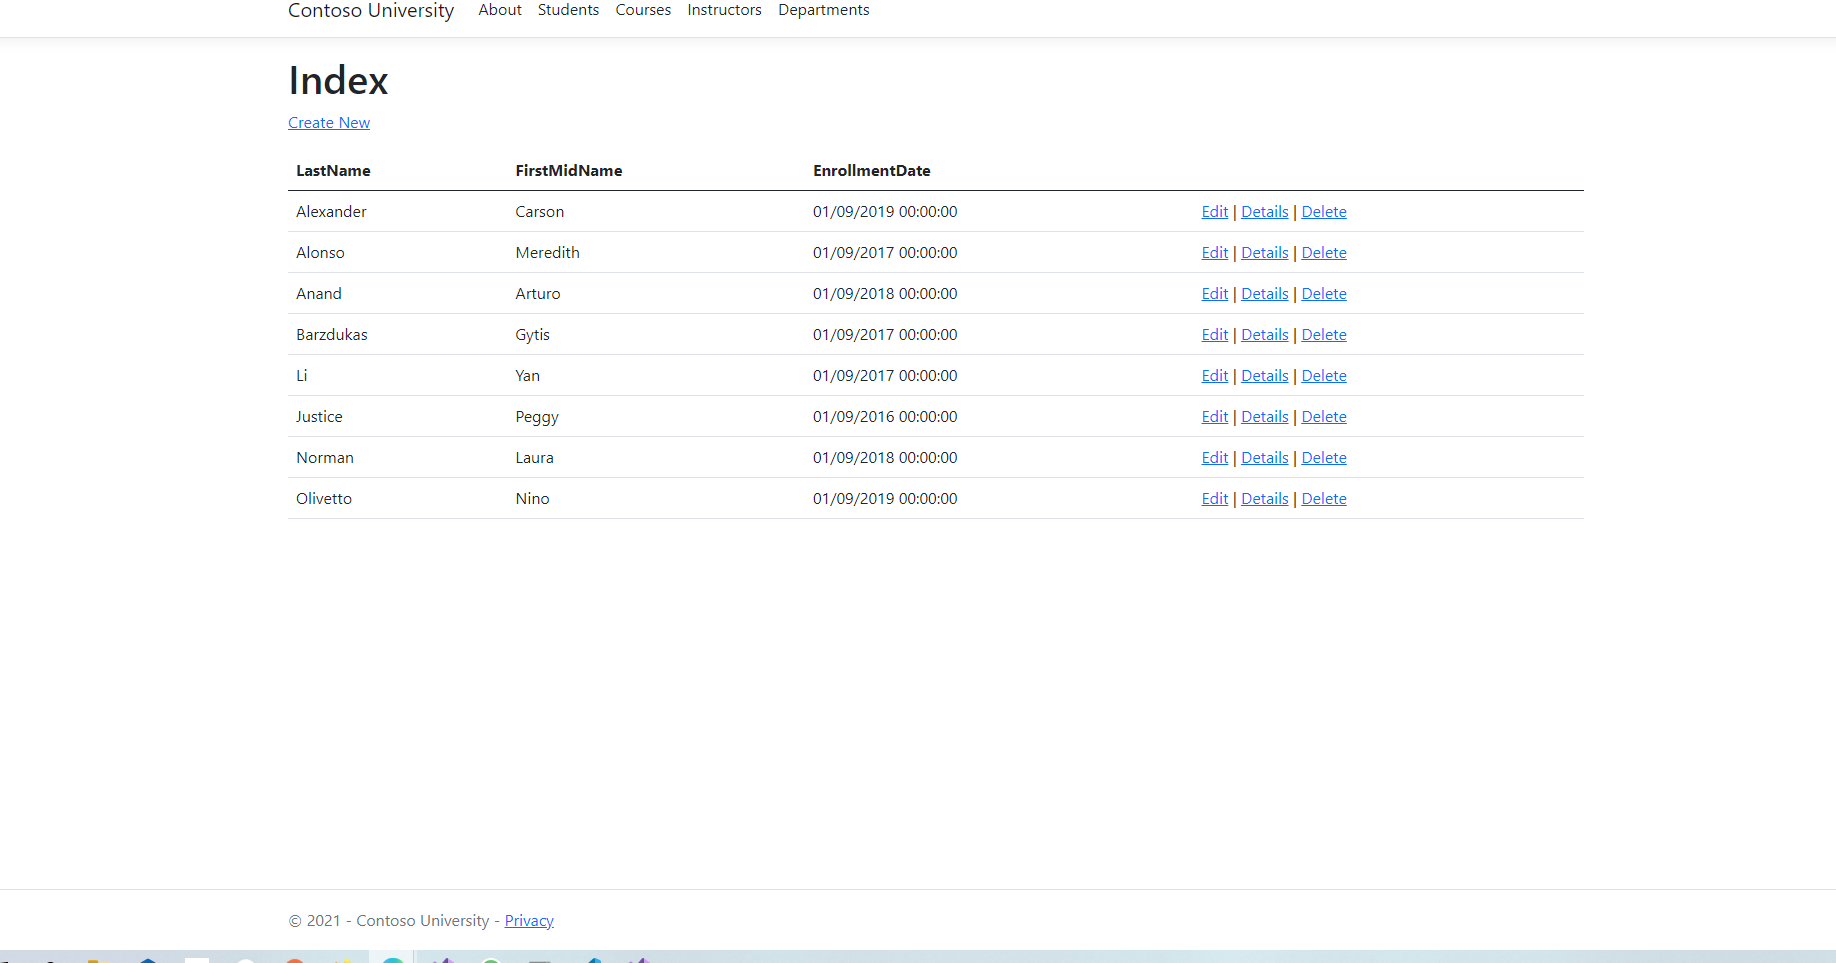 Contoso University About Students Courses Instructors Departments
Index
Create New
LastName FirstMidName EnrollmentDate
Alexander Carson 01/09/2019 00:00:00 Edit | Details | Delete
Alonso Meredith 01/09/2017 00:00:00 Edit | Details | Delete
Anand Arturo 01/09/2018 00:00:00 Edit | Details | Delete
Barzdukas Gytis 01/09/2017 00:00:00 Edit | Details | Delete
Li Yan 01/09/2017 00:00:00 Edit | Details | Delete
Justice Peggy 01/09/2016 00:00:00 Edit | Details | Delete
Norman Laura 01/09/2018 00:00:00 Edit | Details | Delete
Olivetto Nino 01/09/2019 00:00:00 Edit | Details | Delete
© 2021 - Contoso University - Privacy